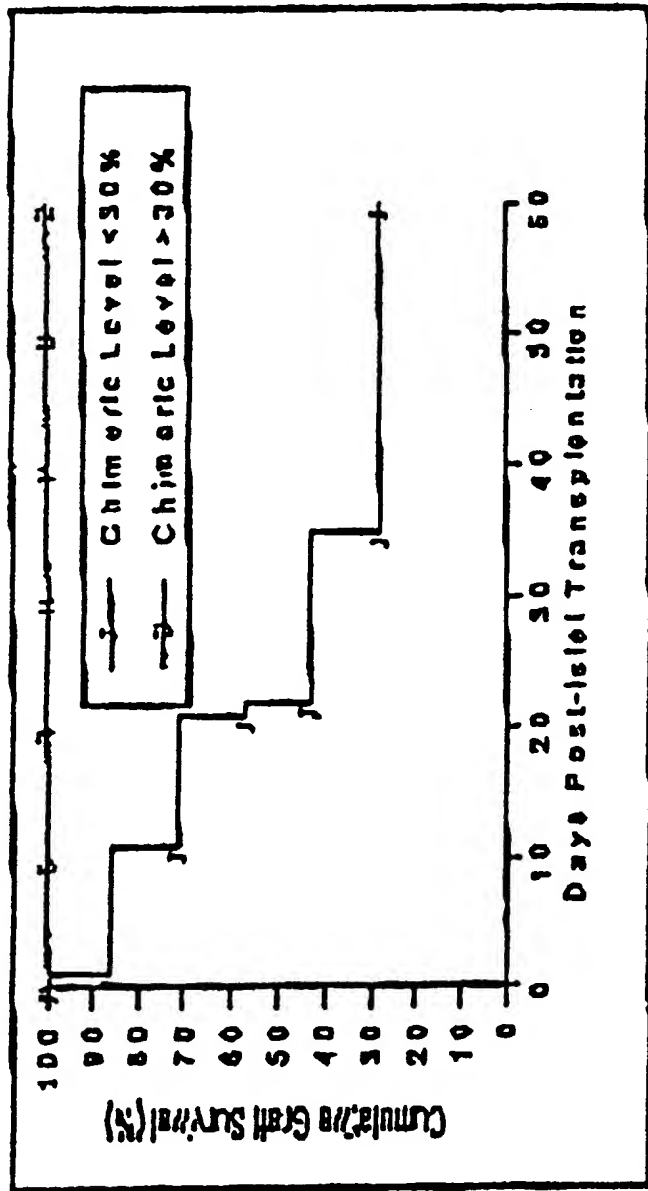 Chimeric Level <30%
Chimeric Level >30%
Cumulative Graft Survival (%)
100
90
80
70
60
50
40
30
20
10
0
0 10 20 30 40 50 60
Days Post-Islet Transplantation